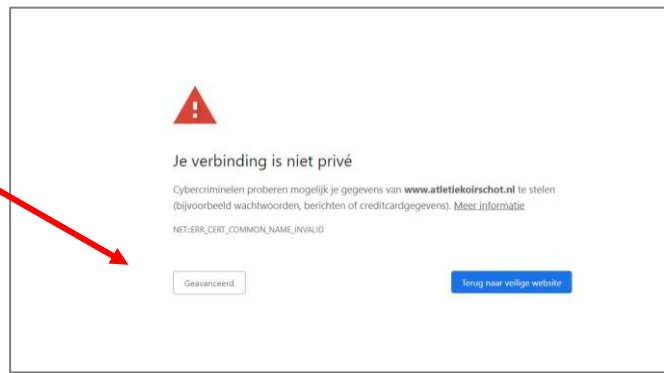 Je verbinding is niet privé
Cybercriminelen proberen mogelijk je gegevens van www.atletiekoirschot.nl te stelen
(bijvoorbeeld wachtwoorden, berichten of creditcardgegevens). Meer informatie
NET::ERR_CERT_COMMON_NAME_INVALID
Geavanceerd
Terug naar veilige website